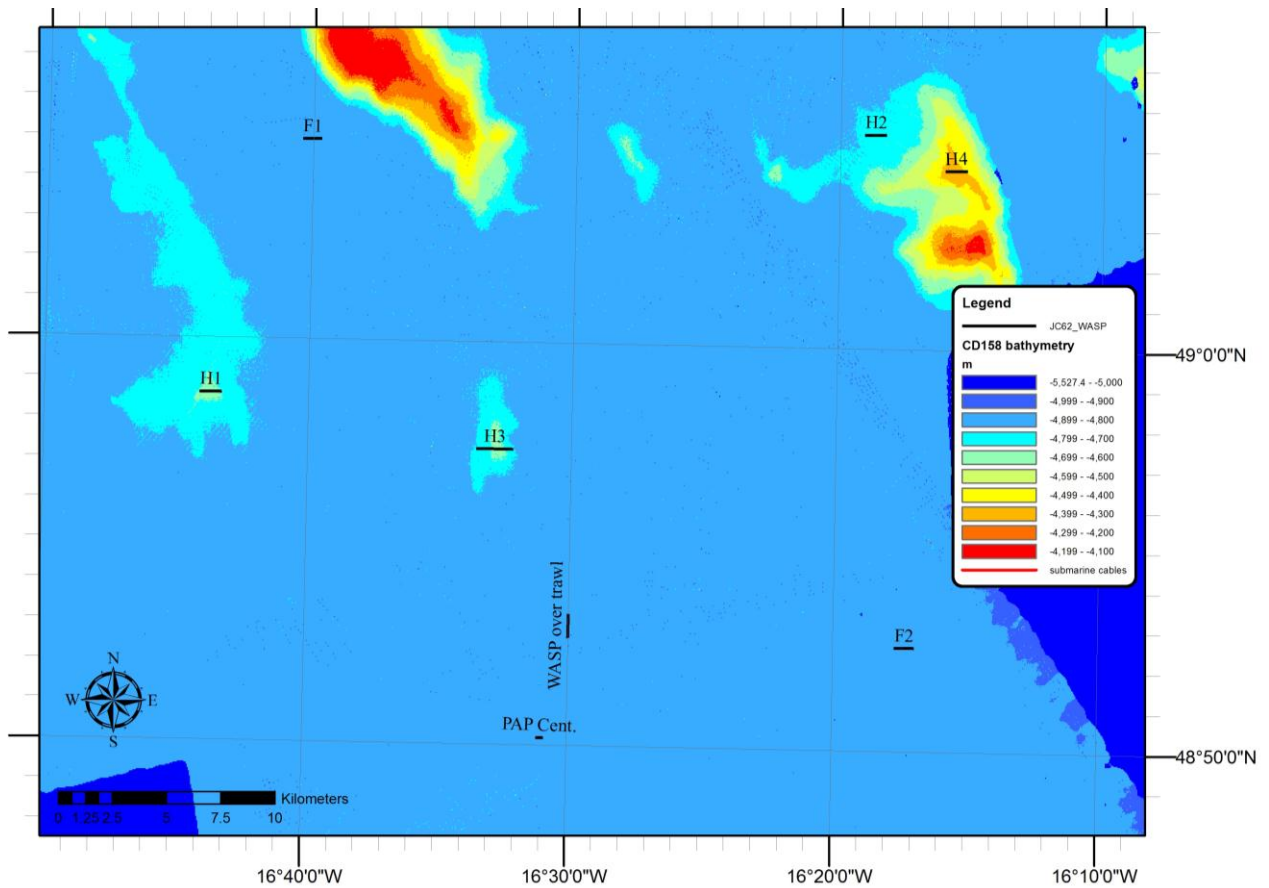 F1
H2
H4
H1
H3
WASP over trawl
F2
PAP Cent.
Legend
JC62_WASP
CD158 bathymetry
m
-5,527.4 - -5,000
-4,999 - -4,900
-4,899 - -4,800
-4,799 - -4,700
-4,699 - -4,600
-4,599 - -4,500
-4,499 - -4,400
-4,399 - -4,300
-4,299 - -4,200
-4,199 - -4,100
submarine cables
49°0'0"N
48°50'0"N
N
W E
S
Kilometers
0 1.25 2.5 5 7.5 10
16°40'0"W 16°30'0"W 16°20'0"W 16°10'0"W